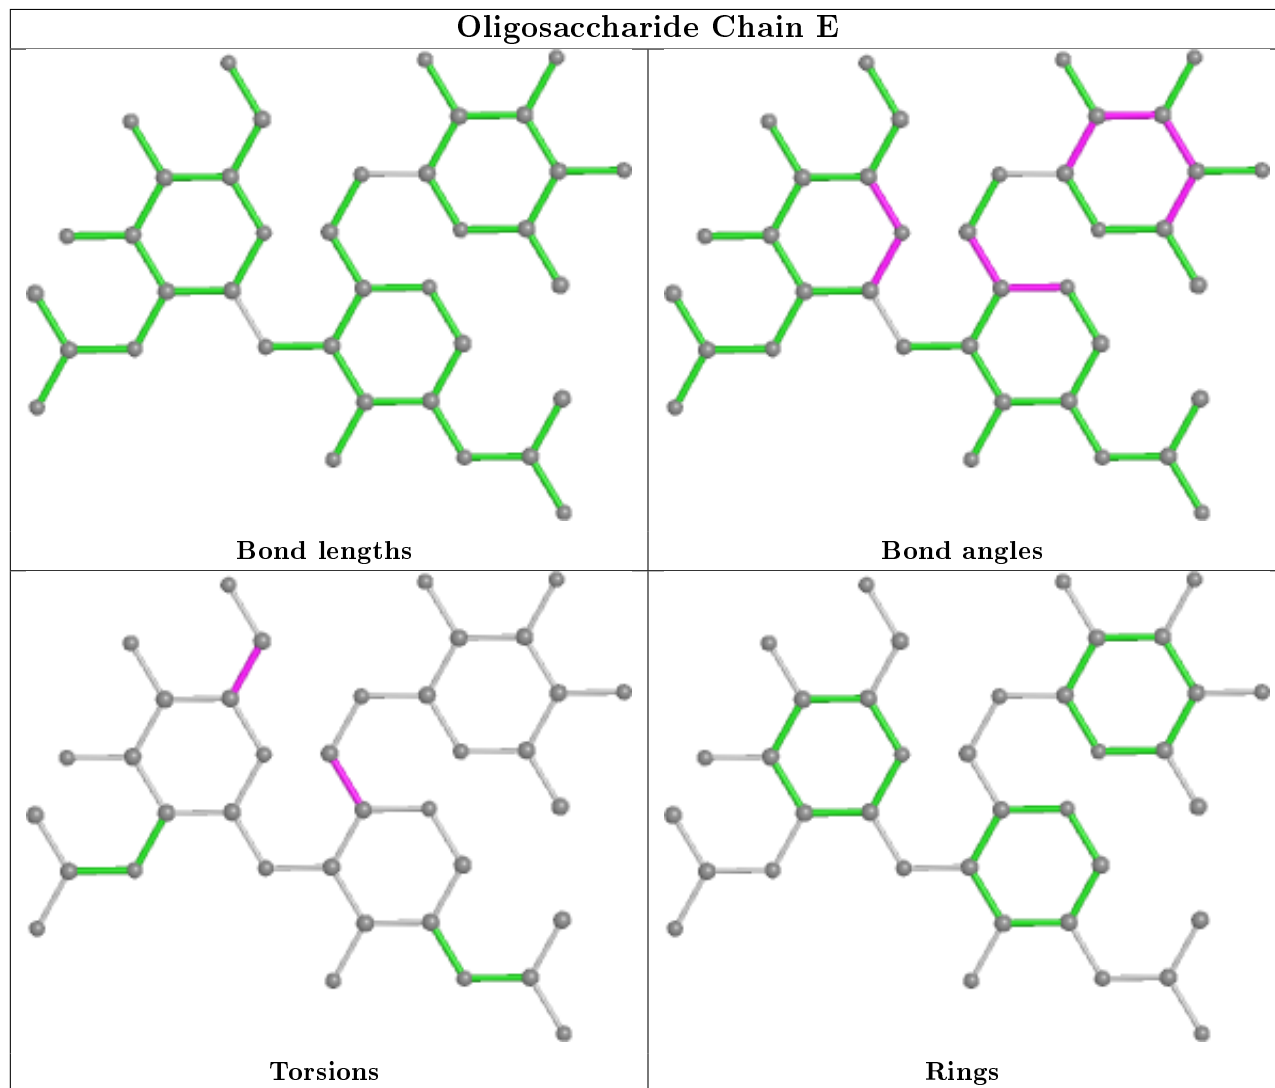 Oligosaccharide Chain E
Bond lengths
Bond angles
Torsions
Rings